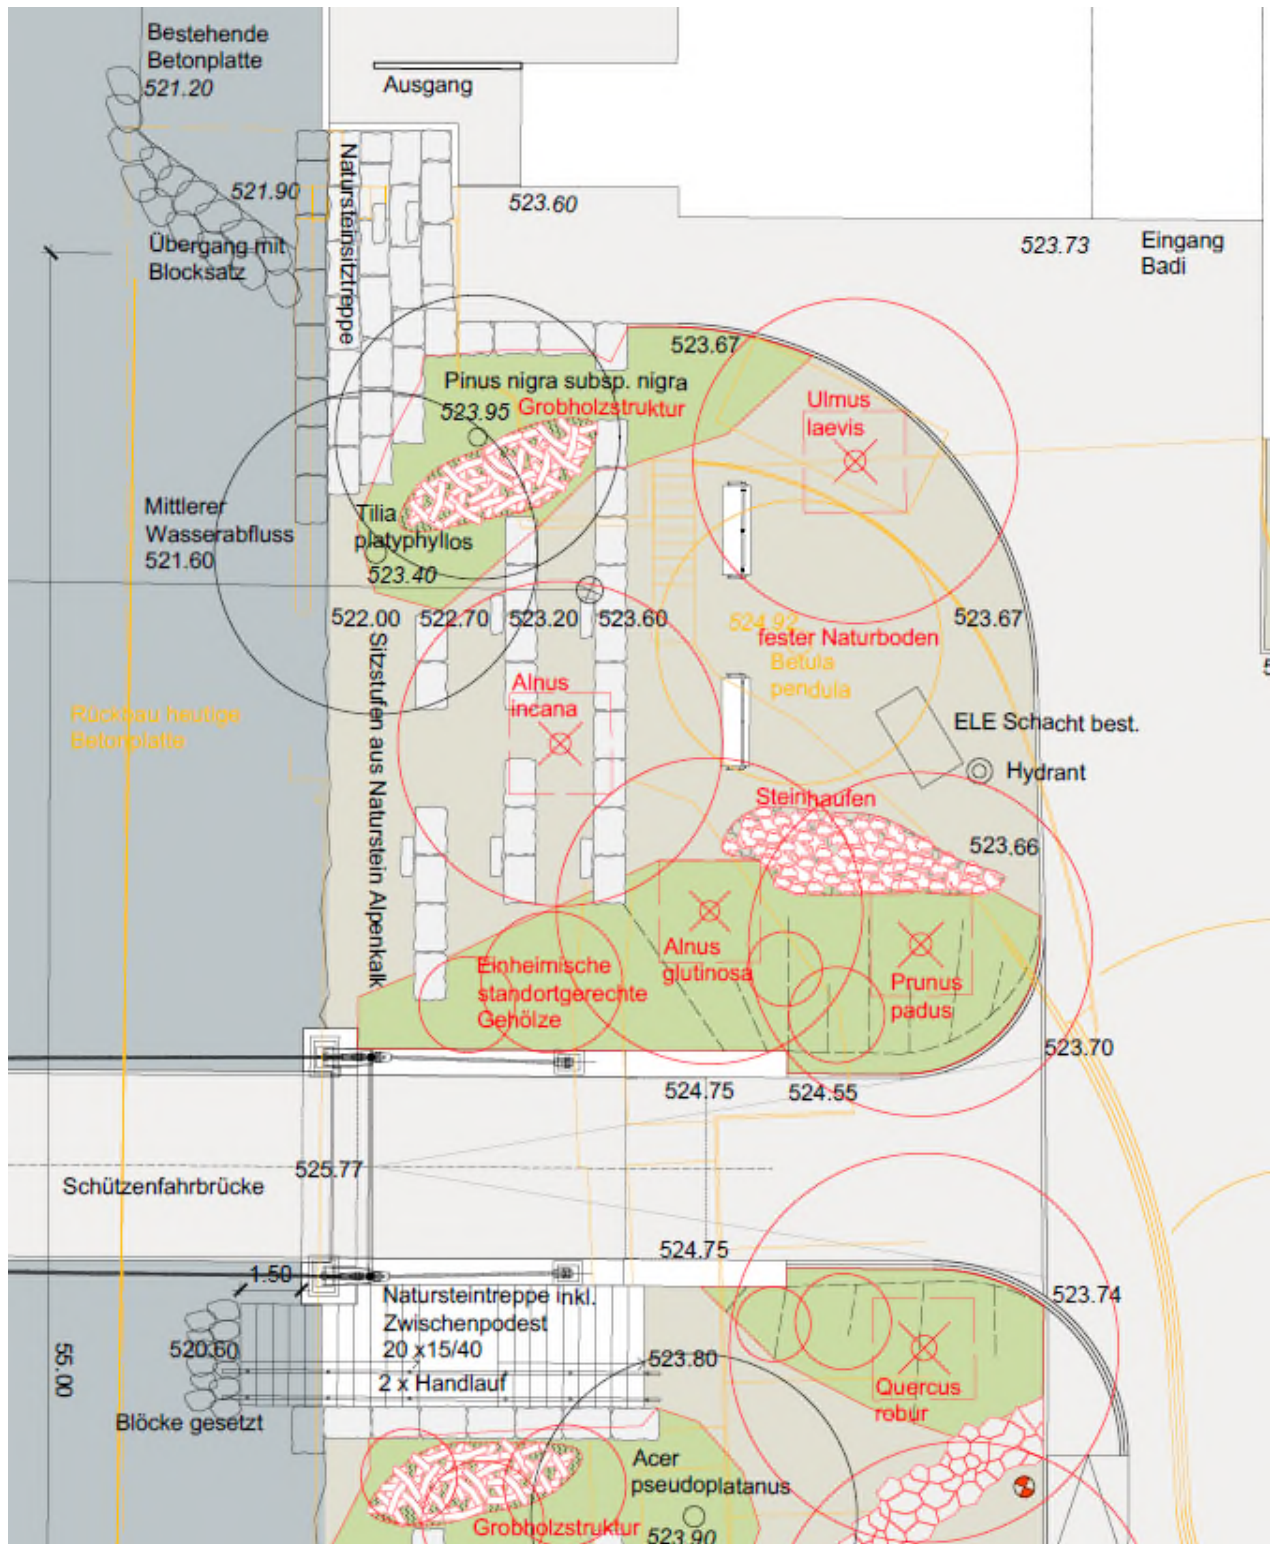 Bestehende
Betonplatte
521.20
Ausgang
521.90
Natursteinsitztreppe
523.60
Übergang mit
Blocksatz
523.73
Eingang
Badi
523.67
Pinus nigra subsp. nigra
523.95
Grobholzstruktur
Ulmus
laevis
Mittlerer
Wasserabfluss
521.60
Tilia
platyphyllos
523.40
522.00
522.70
523.20
523.60
524.92
523.67
fester Naturboden
Betula
pendula
Sitzstufen aus Naturstein Alpenkalk
Alnus
incana
Rückbau heutige
Betonplatte
ELE Schacht best.
Hydrant
Steinhaufen
523.66
Alnus
glutinosa
Einheimische
standortgerechte
Gehölze
Prunus
padus
523.70
524.75
524.55
525.77
Schützenfahrbrücke
524.75
1.50
Natursteintreppe inkl.
Zwischenpodest
20 x15/40
2 x Handlauf
523.74
520.60
523.80
55.00
Blöcke gesetzt
Quercus
robur
Acer
pseudoplatanus
Grobholzstruktur
523.90